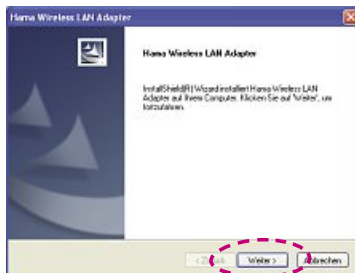 Hama Wireless LAN Adapter
Hama Wireless LAN Adapter
InstallShield(R) Wizard installiert Hama Wireless LAN
Adapter auf Ihrem Computer. Klicken Sie auf 'Weiter', um
fortzufahren.
< Zurück
Weiter >
Abbrechen